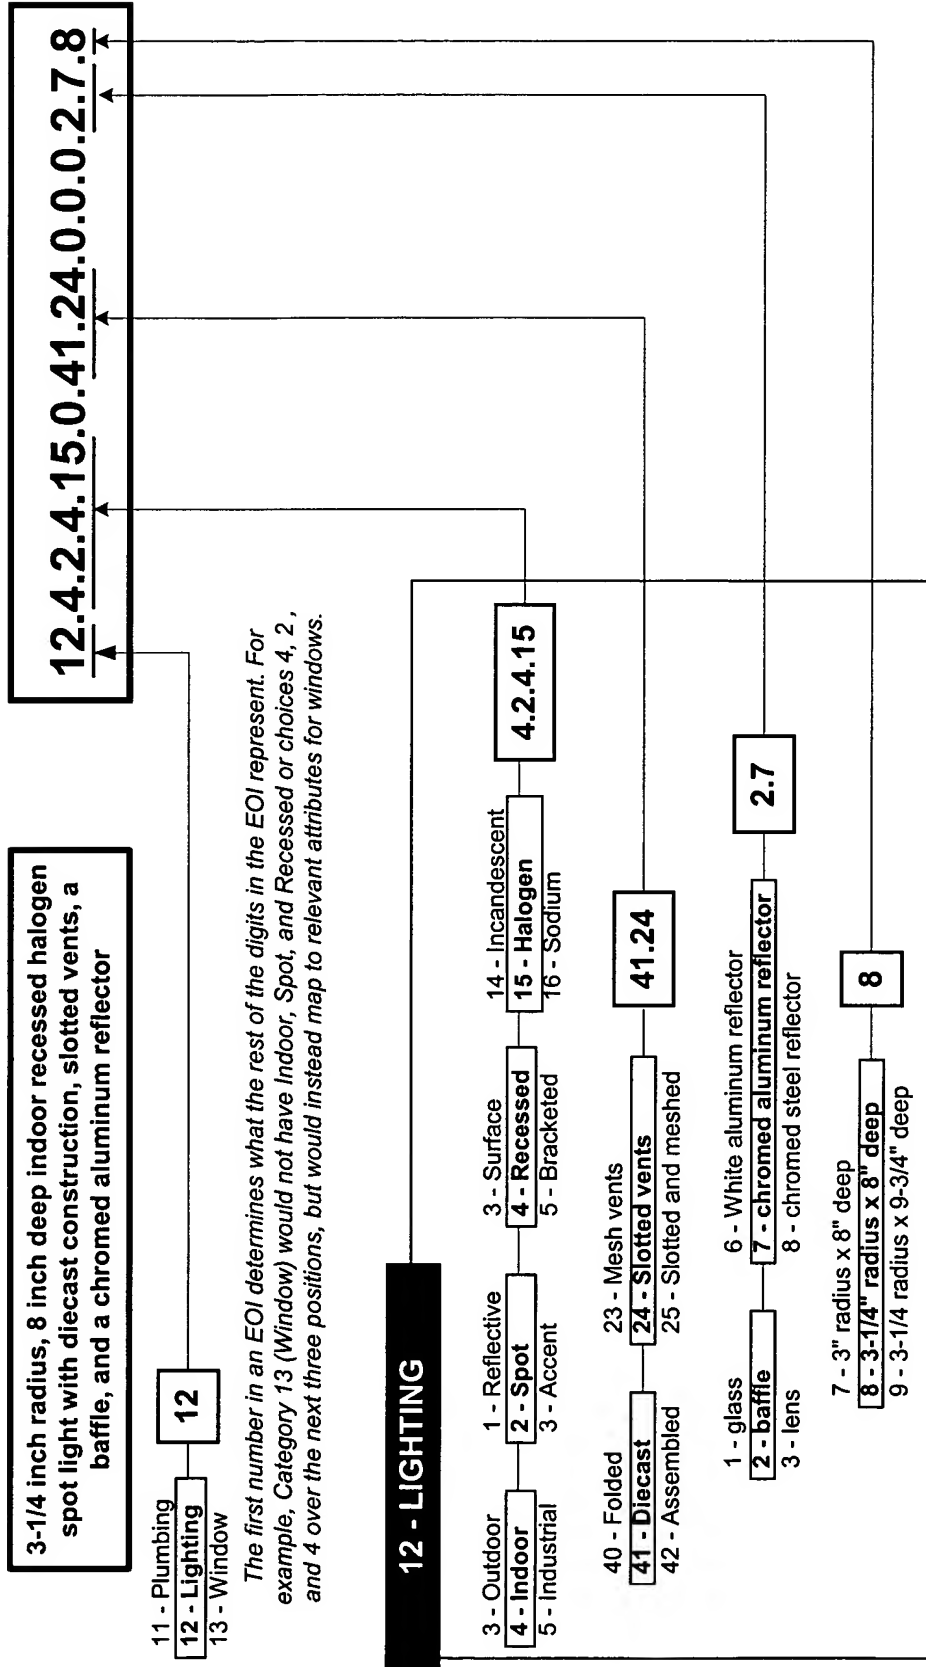 3-1/4 inch radius, 8 inch deep indoor recessed halogen
spot light with diecast construction, slotted vents, a
baffle, and a chromed aluminum reflector
12.4.2.4.15.0.41.24.0.0.0.2.7.8
11 - Plumbing
12 - Lighting
13 - Window
12
The first number in an EOI determines what the rest of the digits in the EOI represent. For
example, Category 13 (Window) would not have Indoor, Spot, and Recessed or choices 4, 2 ,
and 4 over the next three positions, but would instead map to relevant attributes for windows.
12 - LIGHTING
3 - Outdoor
4 - Indoor
5 - Industrial
1 - Reflective
2 - Spot
3 - Accent
3 - Surface
4 - Recessed
5 - Bracketed
14 - Incandescent
15 - Halogen
16 - Sodium
4.2.4.15
40 - Folded
41 - Diecast
42 - Assembled
23 - Mesh vents
24 - Slotted vents
25 - Slotted and meshed
41.24
1 - glass
2 - baffle
3 - lens
6 - White aluminum reflector
7 - chromed aluminum reflector
8 - chromed steel reflector
2.7
7 - 3" radius x 8" deep
8 - 3-1/4" radius x 8" deep
9 - 3-1/4 radius x 9-3/4" deep
8